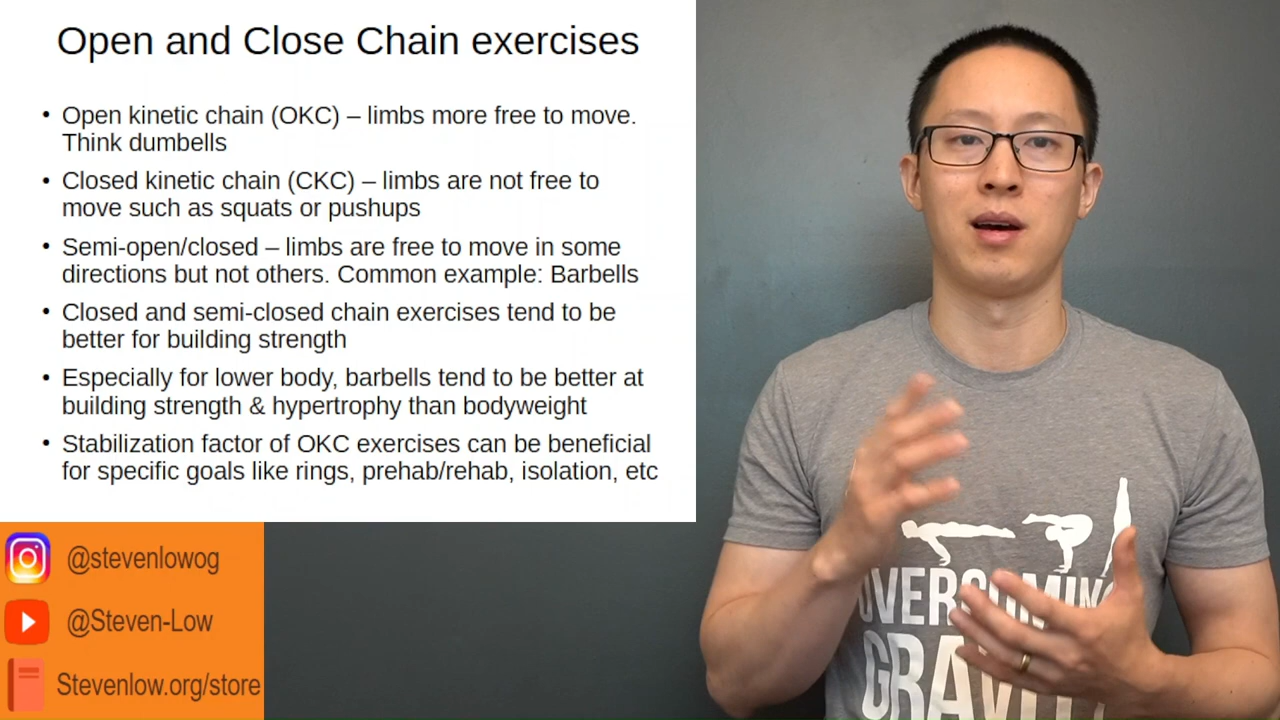 Open and Close Chain exercises
• Open kinetic chain (OKC) – limbs more free to move.
Think dumbells
• Closed kinetic chain (CKC) – limbs are not free to
move such as squats or pushups
• Semi-open/closed – limbs are free to move in some
directions but not others. Common example: Barbells
• Closed and semi-closed chain exercises tend to be
better for building strength
• Especially for lower body, barbells tend to be better at
building strength & hypertrophy than bodyweight
• Stabilization factor of OKC exercises can be beneficial
for specific goals like rings, prehab/rehab, isolation, etc
@stevenlowog
@Steven-Low
Stevenlow.org/store
OVERCOMING
GRAVITY